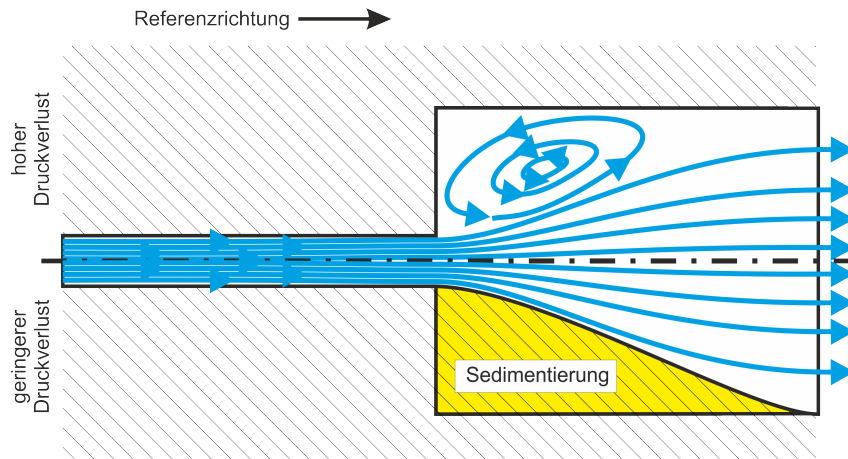 Referenzrichtung
hoher
Druckverlust
geringerer
Druckverlust
Sedimentierung